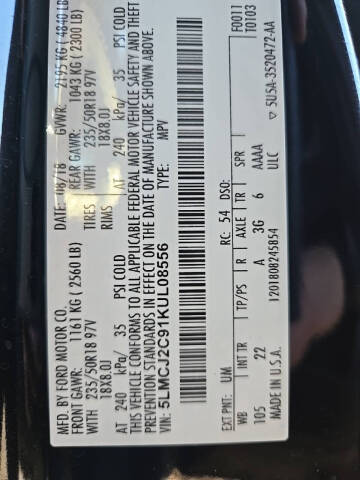 MFD. BY FORD MOTOR CO.
DATE: 08/18 GVWR: 2195 KG ( 4840 LB
FRONT GAWR: 1161 KG ( 2560 LB)
REAR GAWR: 1043 KG ( 2300 LB)
WITH 235/50R18 97V TIRES WITH 235/50R18 97V
18X8.0J RIMS 18X8.0J
AT 240 kPa/ 35 PSI COLD AT 240 kPa/ 35 PSI COLD
THIS VEHICLE CONFORMS TO ALL APPLICABLE FEDERAL MOTOR VEHICLE SAFETY AND THEFT
PREVENTION STANDARDS IN EFFECT ON THE DATE OF MANUFACTURE SHOWN ABOVE.
VIN: 5LMCJ2C91KUL08556 TYPE: MPV
F0011
T0103
EXT PNT: UM RC: 54 DSO:
WB INT TR TP/PS R AXLE TR SPR
105 22 A 3G 6 AAAA
MADE IN U.S.A. 1201808245854 ULC
▽ 5U5A-3520472-AA